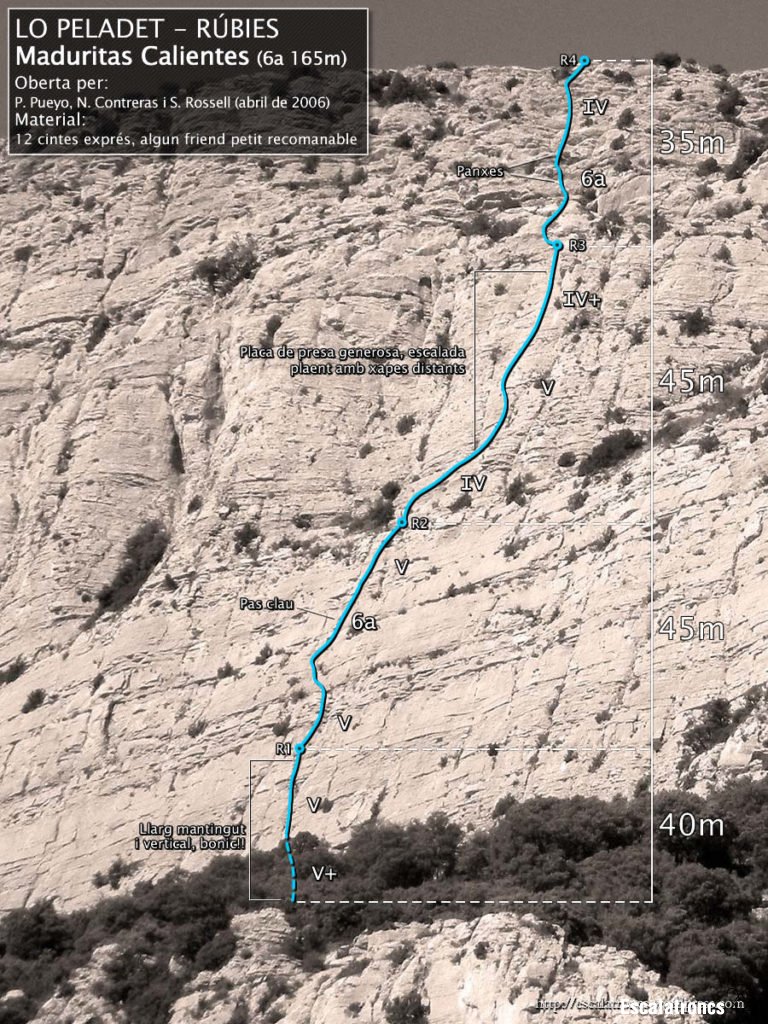 LO PELADET - RÚBIES
Maduritas Calientes (6a 165m)
Oberta per:
P. Pueyo, N. Contreras i S. Rossell (abril de 2006)
Material:
12 cintes exprés, algun friend petit recomanable
R4
IV
35m
Panxes
6a
R3
IV+
Placa de presa generosa, escalada
plaent amb xapes distants
V
45m
IV
R2
V
Pas clau
6a
45m
V
R1
V
40m
Llarg mantingut
i vertical, bonic!!
V+
Escalatroncs